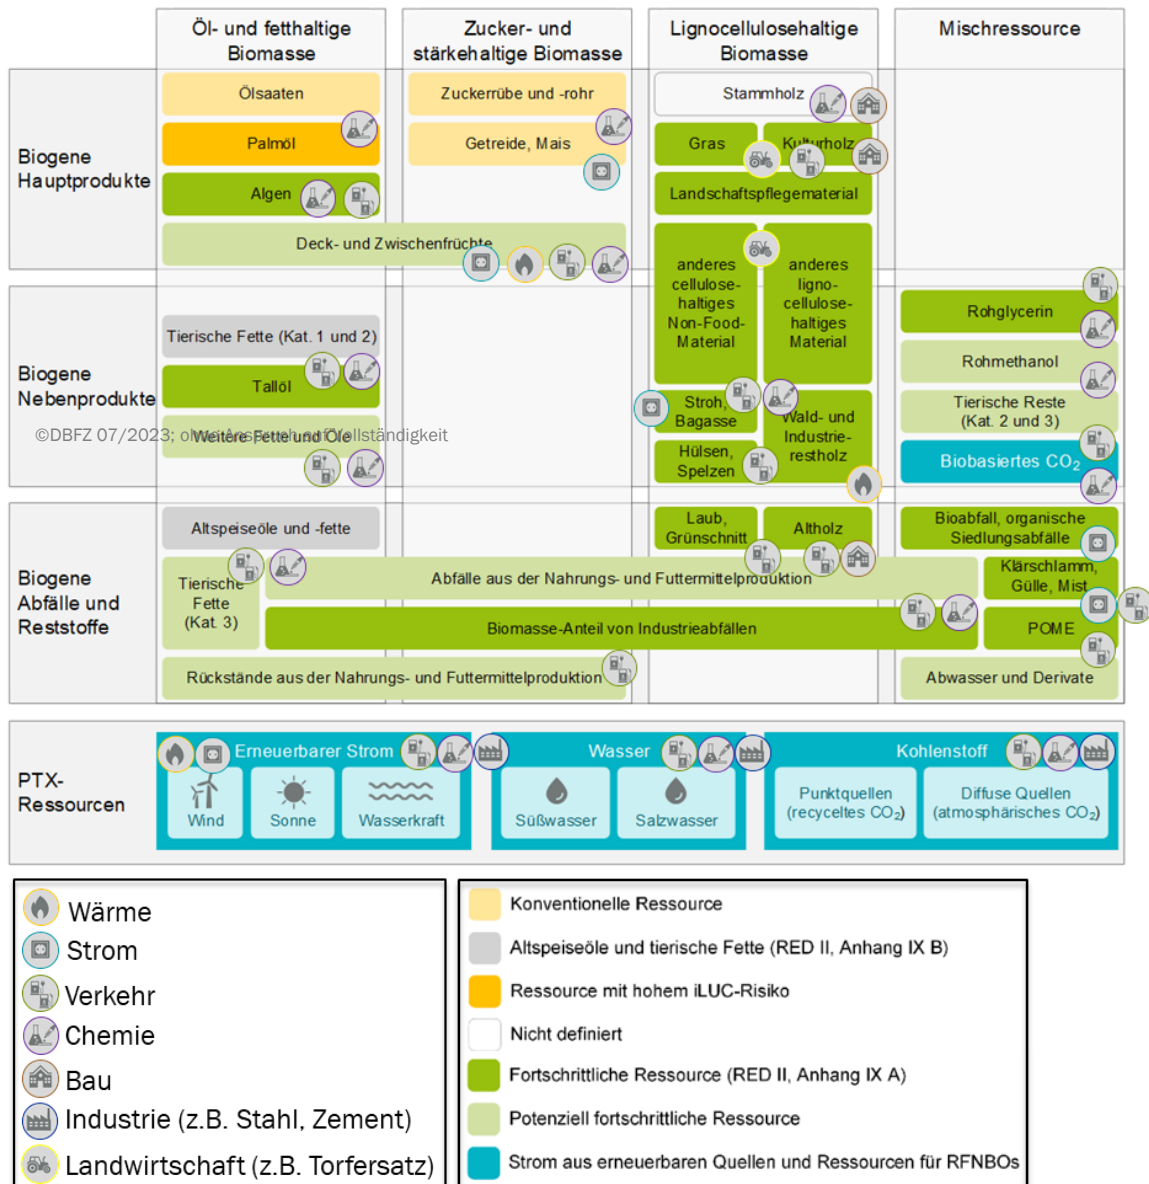 Öl- und fetthaltige
Biomasse
Zucker- und
stärkehaltige Biomasse
Lignocellulosehaltige
Biomasse
Mischressource
Biogene
Hauptprodukte
Ölsaaten
Palmöl
Algen
Deck- und Zwischenfrüchte
Zuckerrübe und -rohr
Getreide, Mais
Stammholz
Gras
Kulturholz
Landschaftspflegematerial
anderes
cellulose-
haltiges
Non-Food-
Material
anderes
ligno-
cellulose-
haltiges
Material
Biogene
Nebenprodukte
Tierische Fette (Kat. 1 und 2)
Tallöl
Weitere Fette und Öle
©DBFZ 07/2023; ohne Anspruch auf Vollständigkeit
Stroh,
Bagasse
Hülsen,
Spelzen
Wald- und
Industrie-
restholz
Rohglycerin
Rohmethanol
Tierische Reste
(Kat. 2 und 3)
Biobasiertes CO₂
Biogene
Abfälle und
Reststoffe
Altspeiseöle und -fette
Tierische
Fette
(Kat. 3)
Laub,
Grünschnitt
Altholz
Bioabfall, organische
Siedlungsabfälle
Abfälle aus der Nahrungs- und Futtermittelproduktion
Klärschlamm,
Gülle, Mist
Biomasse-Anteil von Industrieabfällen
POME
Rückstände aus der Nahrungs- und Futtermittelproduktion
Abwasser und Derivate
PTX-
Ressourcen
Erneuerbarer Strom
Wind
Sonne
Wasserkraft
Wasser
Süßwasser
Salzwasser
Kohlenstoff
Punktquellen
(recyceltes CO₂)
Diffuse Quellen
(atmosphärisches CO₂)
Wärme
Strom
Verkehr
Chemie
Bau
Industrie (z.B. Stahl, Zement)
Landwirtschaft (z.B. Torfersatz)
Konventionelle Ressource
Altspeiseöle und tierische Fette (RED II, Anhang IX B)
Ressource mit hohem iLUC-Risiko
Nicht definiert
Fortschrittliche Ressource (RED II, Anhang IX A)
Potenziell fortschrittliche Ressource
Strom aus erneuerbaren Quellen und Ressourcen für RFNBOs